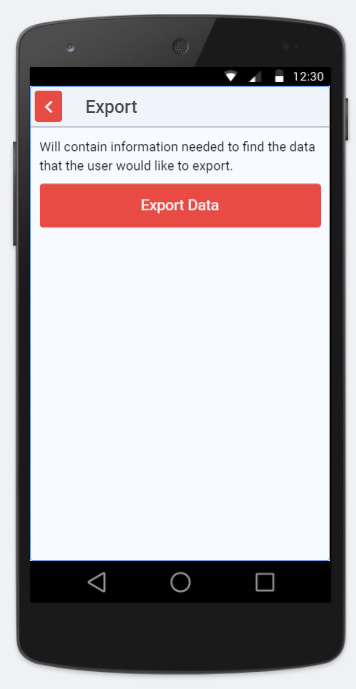 12:30
Export
Will contain information needed to find the data
that the user would like to export.
Export Data